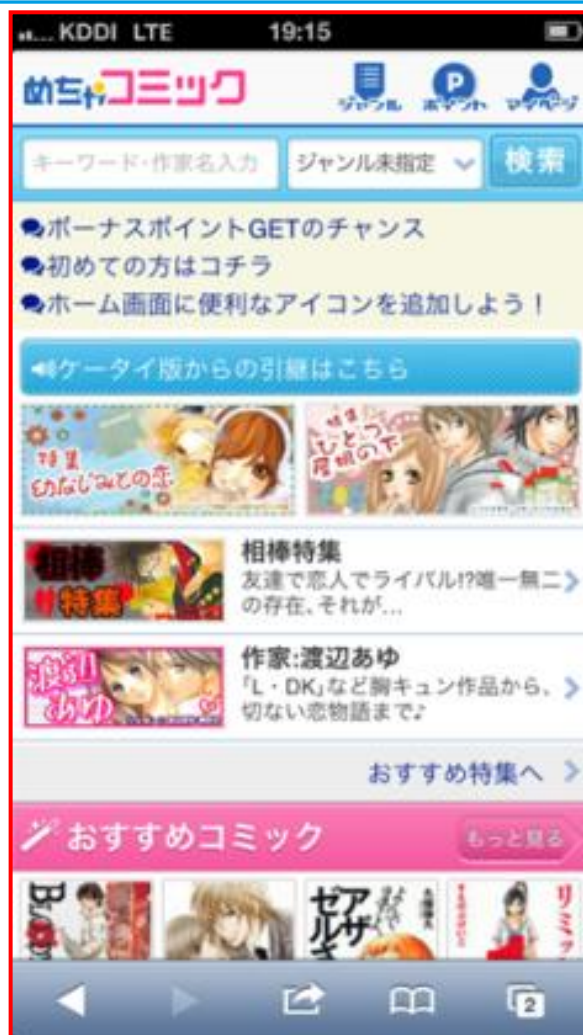 ... KDDI LTE 19:15
めちゃコミック
ジャンル ポイント マイページ
キーワード・作家名入力 ジャンル未指定 検索
ボーナスポイントGETのチャンス
初めての方はコチラ
ホーム画面に便利なアイコンを追加しよう！
ケータイ版からの引継はこちら
特集
幼なじみとの恋
特集
ひとつ屋根の下
相棒
特集
相棒特集
友達で恋人でライバル!?唯一無二
の存在、それが...
渡辺
あゆ
作家:渡辺あゆ
「L・DK」など胸キュン作品から、
切ない恋物語まで♪
おすすめ特集へ
おすすめコミック もっと見る
アザ
ゼル
リミ
2